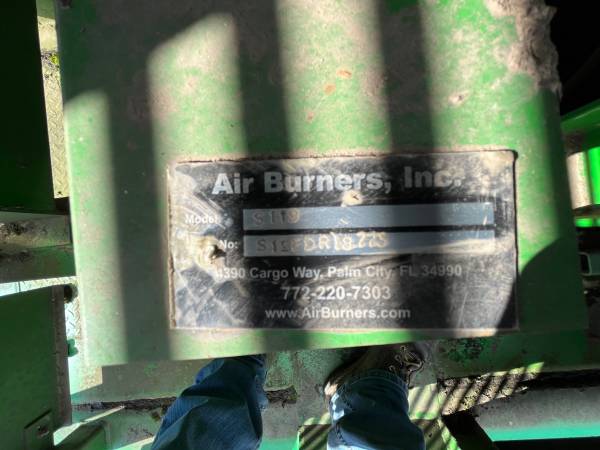 Air Burners, Inc.
Model: S119
No:
4390 Cargo Way, Palm City, FL 34990
772-220-7303
www.AirBurners.com